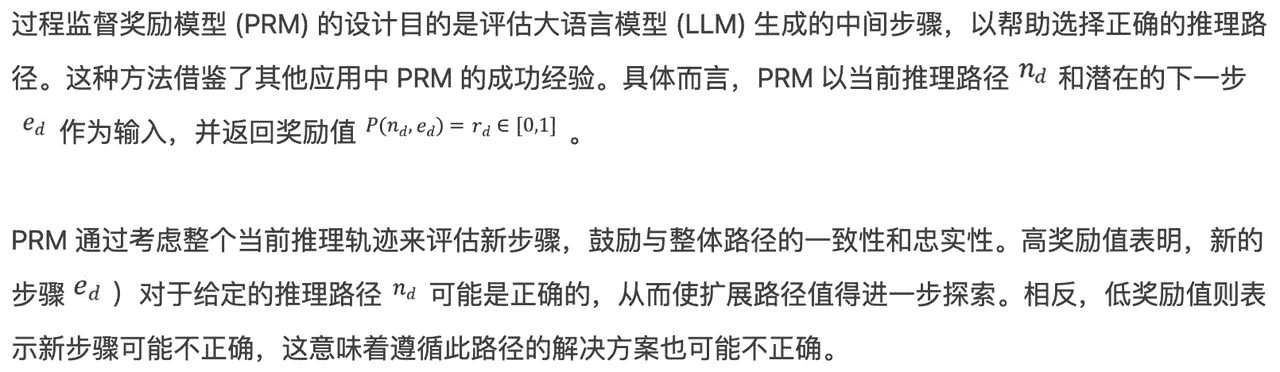 过程监督奖励模型 (PRM) 的设计目的是评估大语言模型 (LLM) 生成的中间步骤，以帮助选择正确的推理路
径。这种方法借鉴了其他应用中 PRM 的成功经验。具体而言，PRM 以当前推理路径 n_d 和潜在的下一步
e_d 作为输入，并返回奖励值 P(n_d, e_d) = r_d ∈ [0,1] 。
PRM 通过考虑整个当前推理轨迹来评估新步骤，鼓励与整体路径的一致性和忠实性。高奖励值表明，新的
步骤 e_d ）对于给定的推理路径 n_d 可能是正确的，从而使扩展路径值得进一步探索。相反，低奖励值则表
示新步骤可能不正确，这意味着遵循此路径的解决方案也可能不正确。